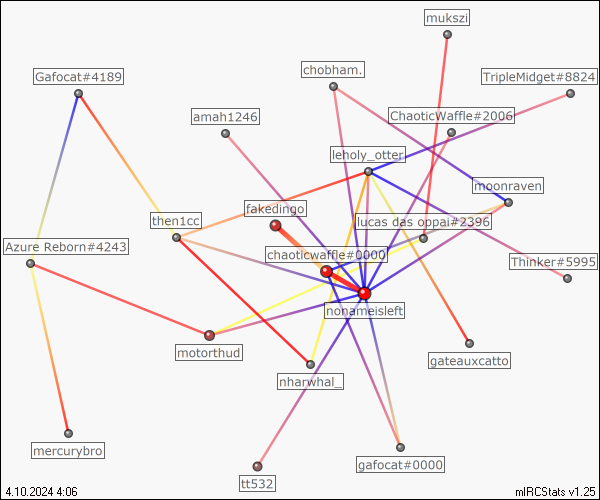 mukszi
Gafocat#4189
chobham.
TripleMidget#8824
amah1246
ChaoticWaffle#2006
leholy_otter
moonraven
fakedingo
then1cc
lucas das oppai#2396
Azure Reborn#4243
chaoticwaffle#0000
Thinker#5995
nonameisleft
motorthud
gateauxcatto
nharwhal_
mercurybro
gafocat#0000
tt532
4.10.2024 4:06
mIRCStats v1.25